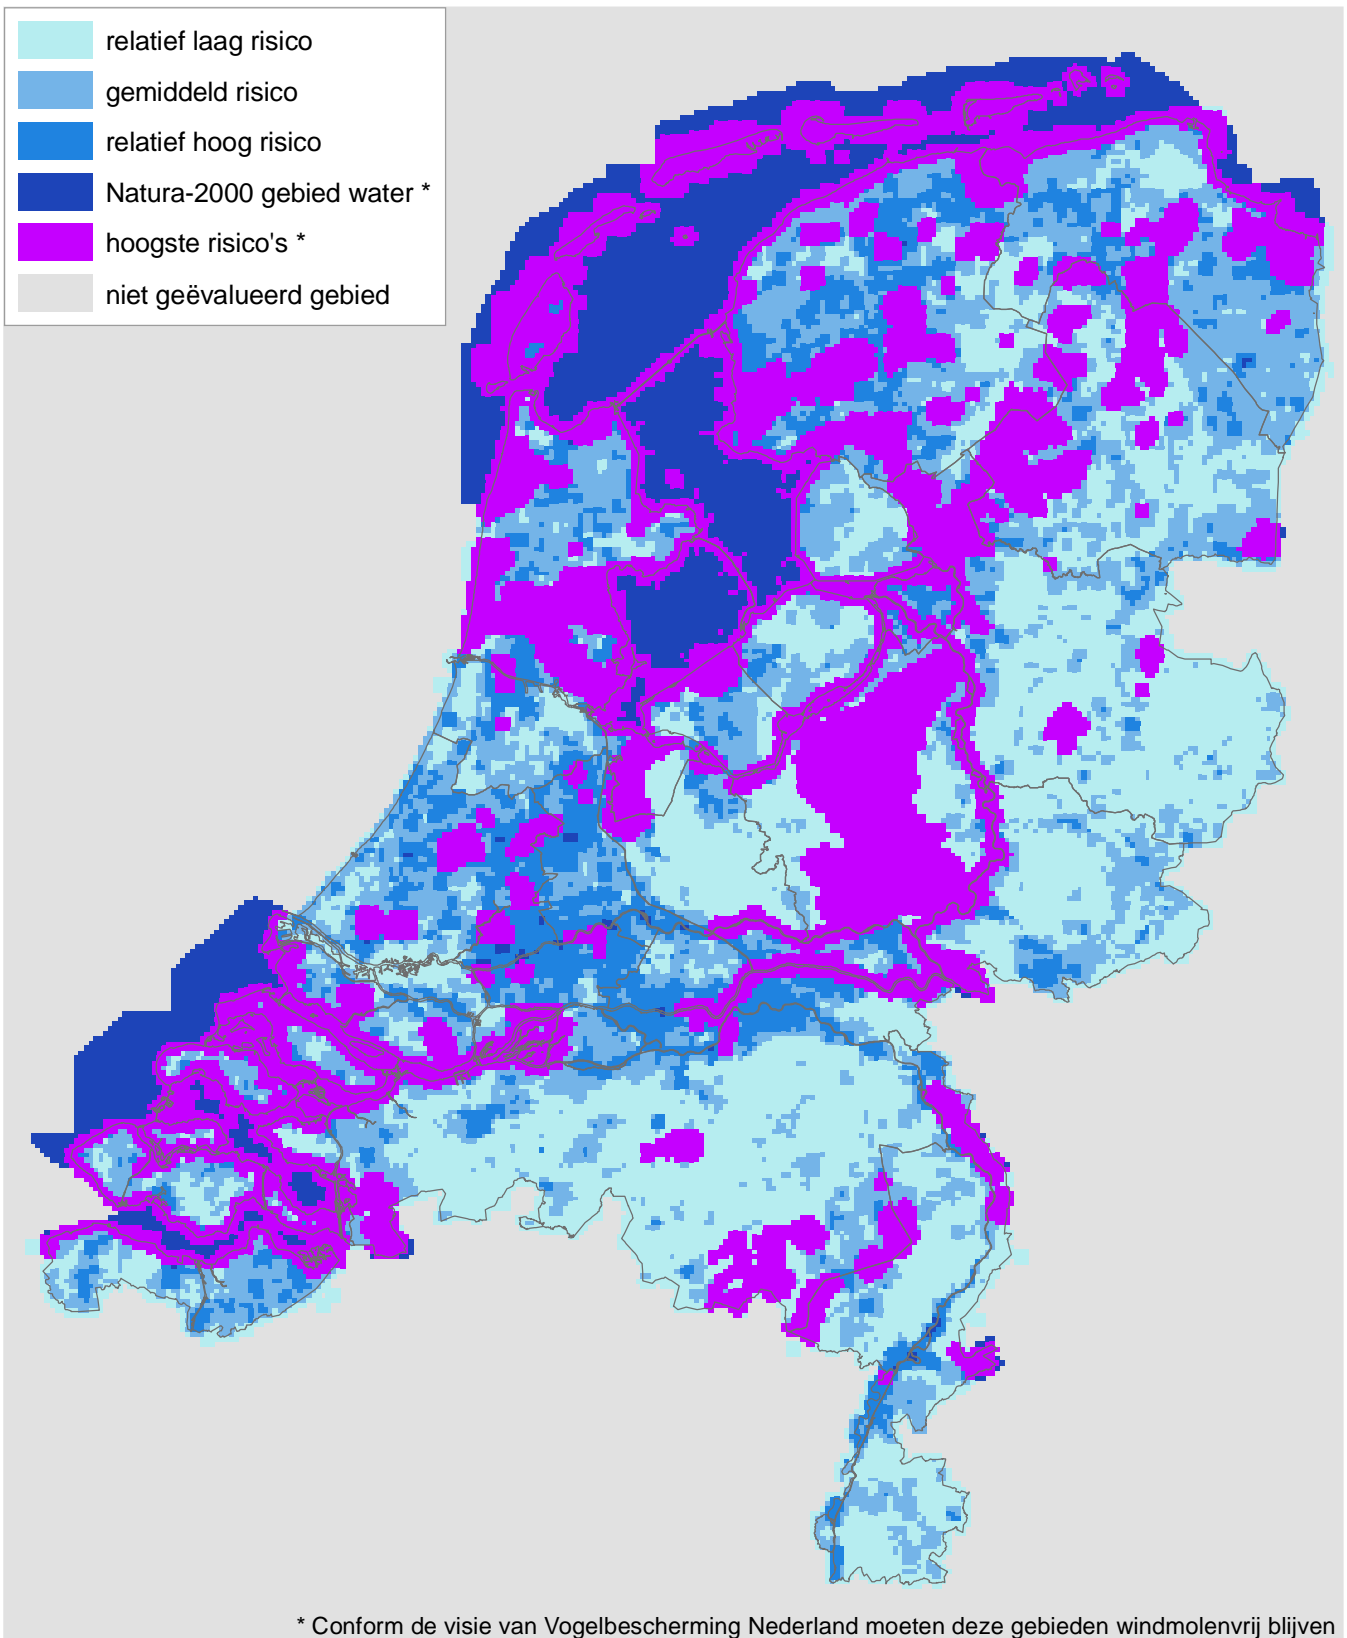 relatief laag risico
gemiddeld risico
relatief hoog risico
Natura-2000 gebied water *
hoogste risico's *
niet geëvalueerd gebied
* Conform de visie van Vogelbescherming Nederland moeten deze gebieden windmolenvrij blijven